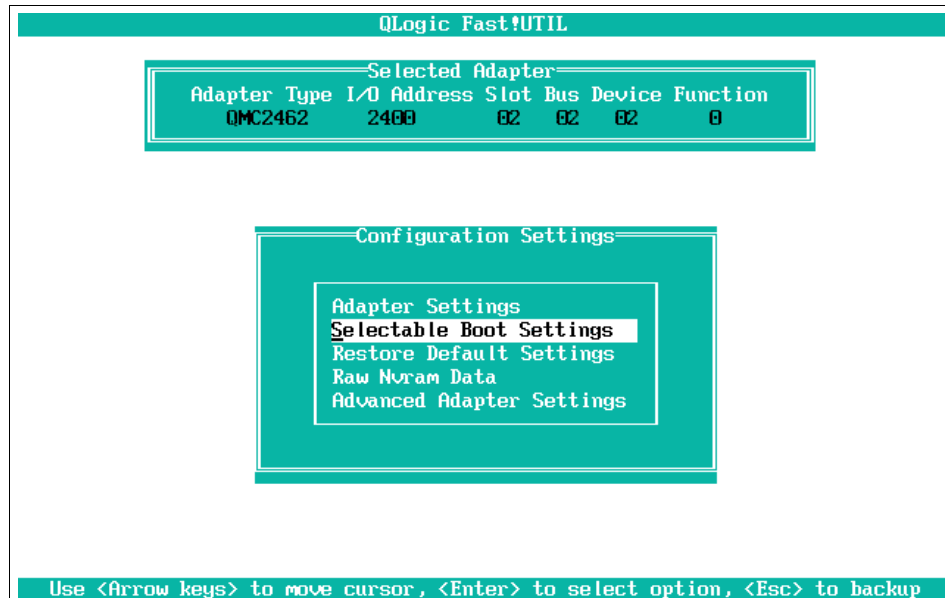 QLogic Fast!UTIL
Selected Adapter
Adapter Type I/O Address Slot Bus Device Function
QMC2462 2400 02 02 02 0
Configuration Settings
Adapter Settings
Selectable Boot Settings
Restore Default Settings
Raw Nvram Data
Advanced Adapter Settings
Use <Arrow keys> to move cursor, <Enter> to select option, <Esc> to backup